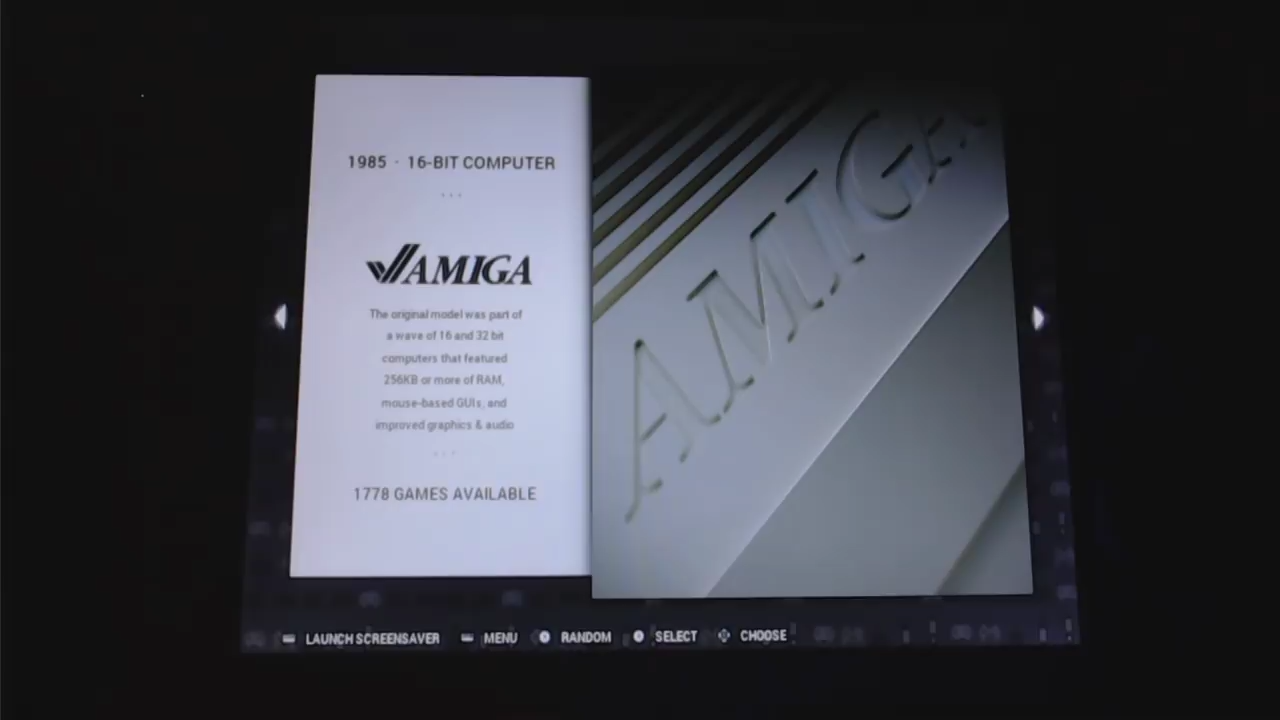 1985 · 16-BIT COMPUTER
AMIGA
The original model was part of
a wave of 16 and 32 bit
computers that featured
256KB or more of RAM,
mouse-based GUIs, and
improved graphics & audio
1778 GAMES AVAILABLE
AMIGA
LAUNCH SCREENSAVER MENU RANDOM SELECT CHOOSE